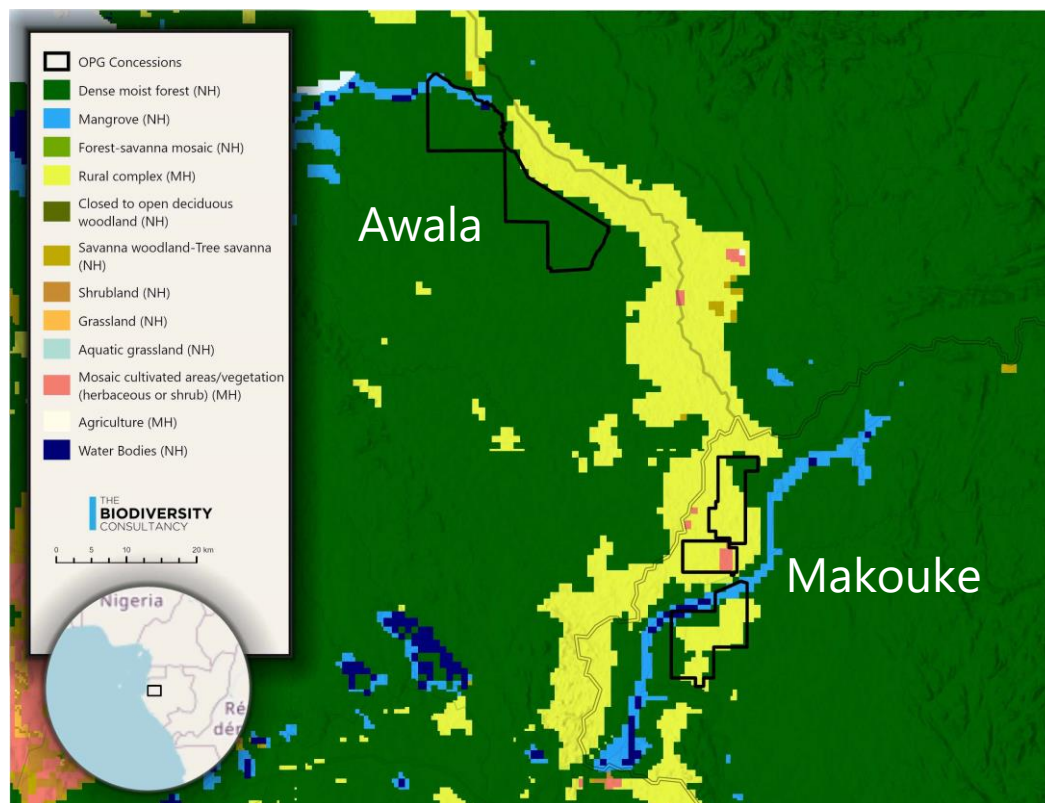 OPG Concessions
Dense moist forest (NH)
Mangrove (NH)
Forest-savanna mosaic (NH)
Rural complex (MH)
Closed to open deciduous
woodland (NH)
Savanna woodland-Tree savanna
(NH)
Shrubland (NH)
Grassland (NH)
Aquatic grassland (NH)
Mosaic cultivated areas/vegetation
(herbaceous or shrub) (MH)
Agriculture (MH)
Water Bodies (NH)
THE
BIODIVERSITY
CONSULTANCY
0 5 10 20 km
Nigeria
Ré
dém
Awala
Makouke